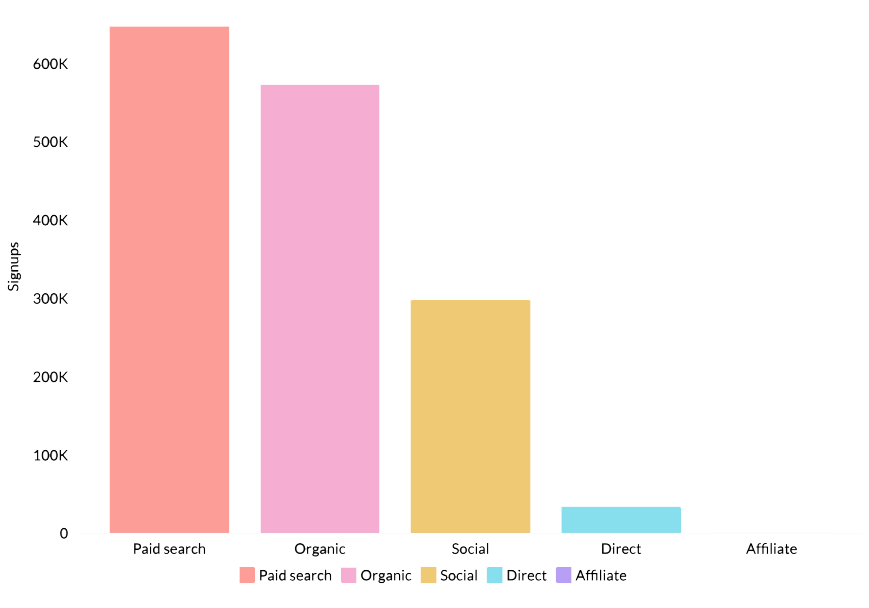 600K
500K
400K
300K
200K
100K
0
Signups
Paid search Organic Social Direct Affiliate
Paid search Organic Social Direct Affiliate